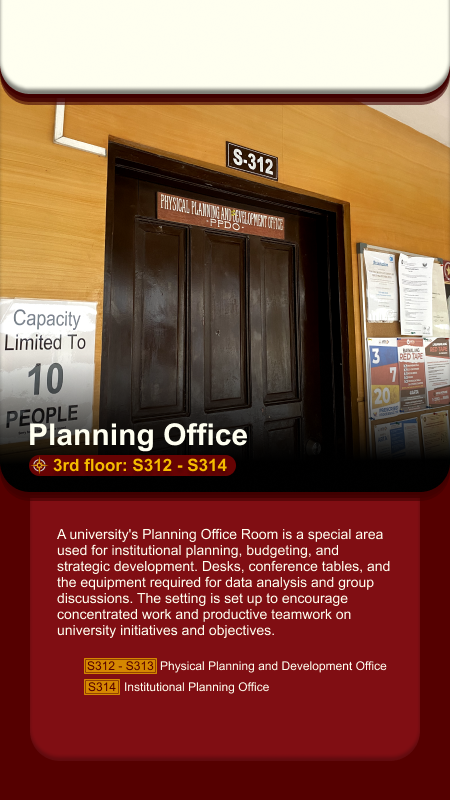 S-312
PHYSICAL PLANNING AND DEVELOPMENT OFFICE
-PPDO-
Capacity
Limited To
10
PEOPLE
3
7
20
RED TAPE
Planning Office
3rd floor: S312 - S314
A university's Planning Office Room is a special area
used for institutional planning, budgeting, and
strategic development. Desks, conference tables, and
the equipment required for data analysis and group
discussions. The setting is set up to encourage
concentrated work and productive teamwork on
university initiatives and objectives.
S312 - S313 Physical Planning and Development Office
S314 Institutional Planning Office